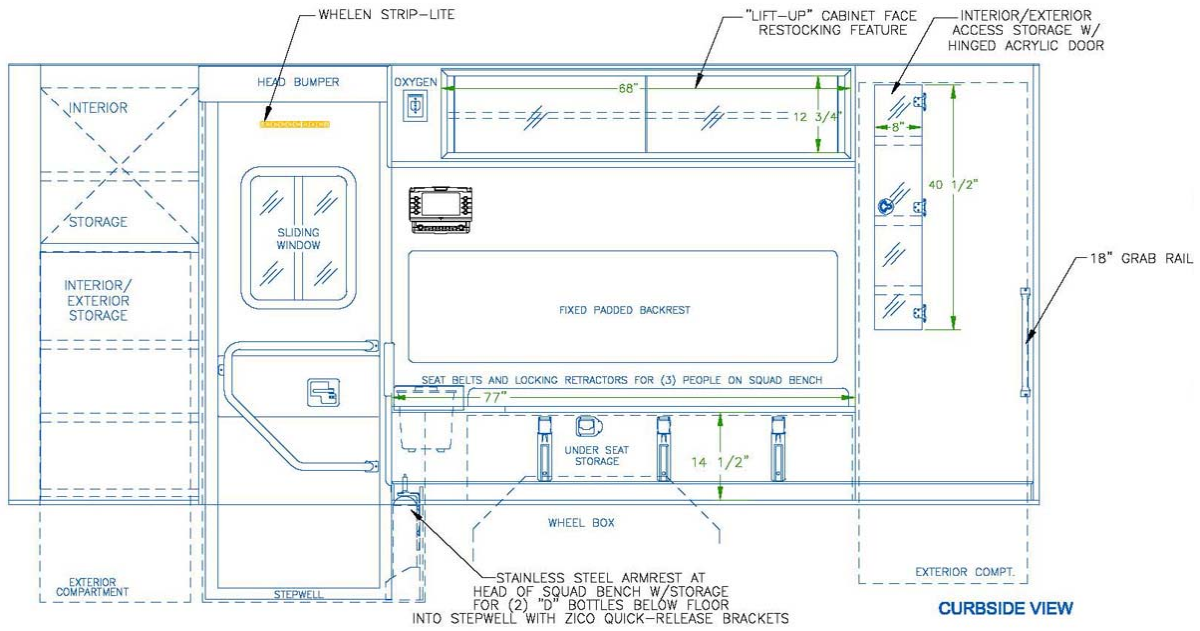 WHELEN STRIP-LITE
"LIFT-UP" CABINET FACE
RESTOCKING FEATURE
INTERIOR/EXTERIOR
ACCESS STORAGE W/
HINGED ACRYLIC DOOR
HEAD BUMPER
OXYGEN
68"
12 3/4"
8"
40 1/2"
INTERIOR
STORAGE
SLIDING
WINDOW
INTERIOR/
EXTERIOR
STORAGE
18" GRAB RAIL
FIXED PADDED BACKREST
SEAT BELTS AND LOCKING RETRACTORS FOR (3) PEOPLE ON SQUAD BENCH
77"
UNDER SEAT
STORAGE
14 1/2"
WHEEL BOX
EXTERIOR
COMPARTMENT
STEPWELL
STAINLESS STEEL ARMREST AT
HEAD OF SQUAD BENCH W/STORAGE
FOR (2) "D" BOTTLES BELOW FLOOR
INTO STEPWELL WITH ZICO QUICK-RELEASE BRACKETS
EXTERIOR COMPT.
CURBSIDE VIEW